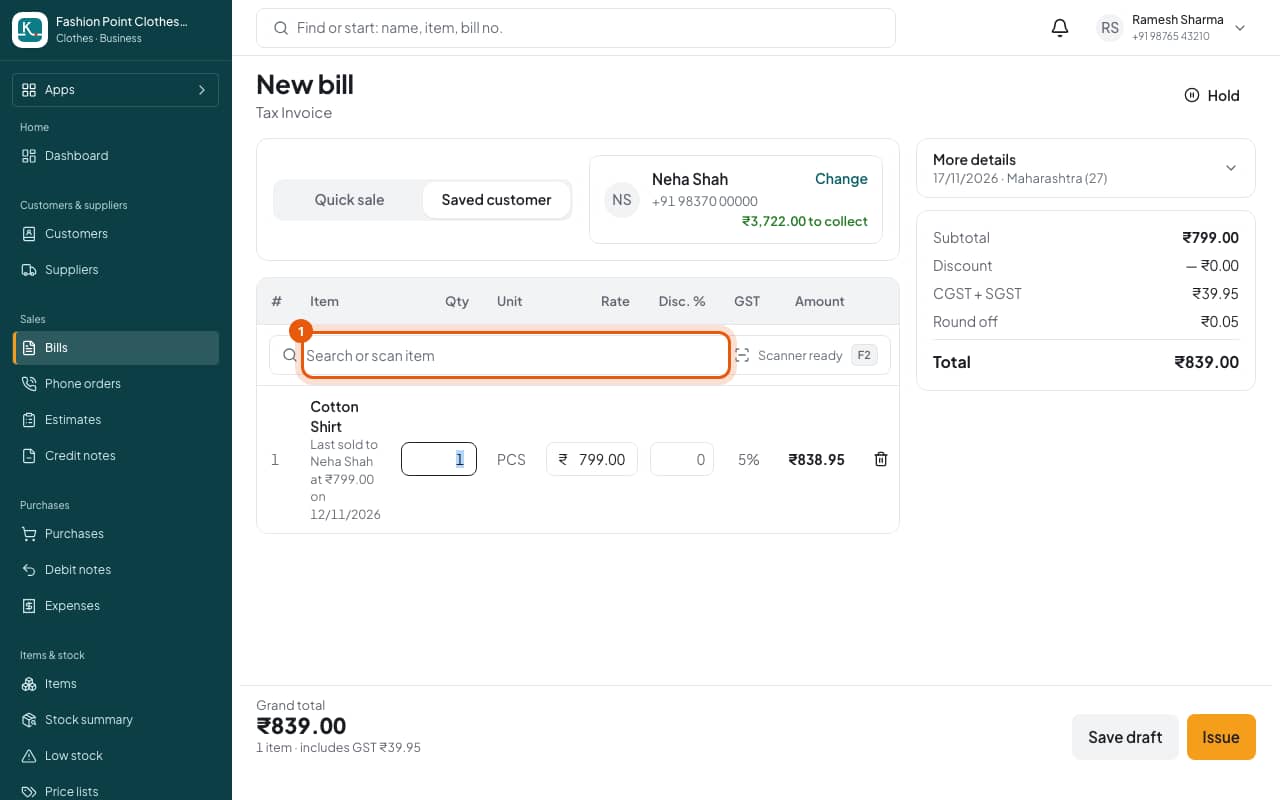 Fashion Point Clothes…
Clothes · Business
Find or start: name, item, bill no.
RS
Ramesh Sharma
+91 98765 43210
Apps
Home
Dashboard
Customers & suppliers
Customers
Suppliers
Sales
Bills
Phone orders
Estimates
Credit notes
Purchases
Purchases
Debit notes
Expenses
Items & stock
Items
Stock summary
Low stock
Price lists
New bill
Tax Invoice
Hold
Quick sale
Saved customer
NS
Neha Shah
Change
+91 98370 00000
₹3,722.00 to collect
More details
17/11/2026 · Maharashtra (27)
Subtotal ₹799.00
Discount — ₹0.00
CGST + SGST ₹39.95
Round off ₹0.05
Total ₹839.00
# Item Qty Unit Rate Disc. % GST Amount
1
Search or scan item
Scanner ready F2
1
Cotton
Shirt
Last sold to
Neha Shah
at ₹799.00
on
12/11/2026
1 PCS ₹ 799.00 0 5% ₹838.95
Grand total
₹839.00
1 item · includes GST ₹39.95
Save draft
Issue